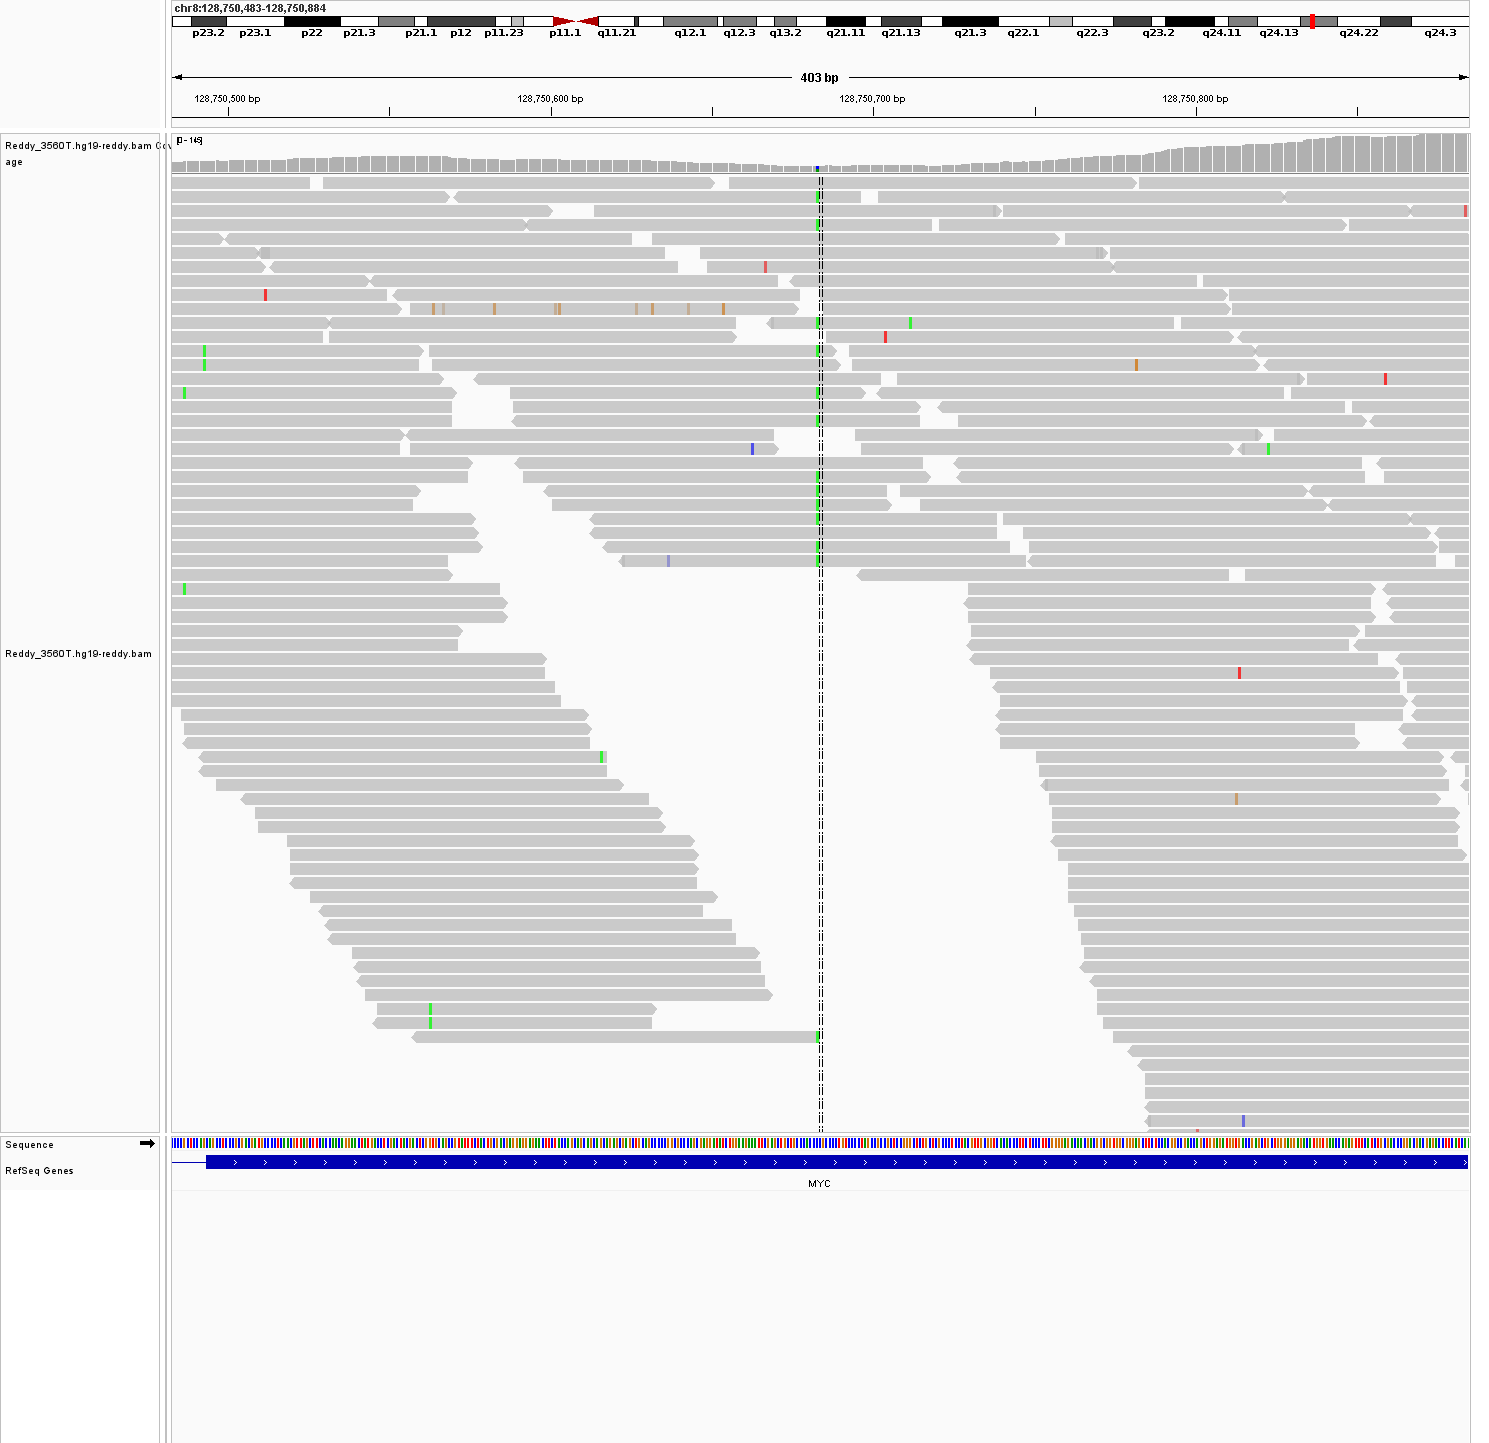 chr8:128,750,483-128,750,884
p23.2 p23.1 p22 p21.3 p21.1 p12 p11.23 p11.1 q11.21 q12.1 q12.3 q13.2 q21.11 q21.13 q21.3 q22.1 q22.3 q23.2 q24.11 q24.13 q24.22 q24.3
403 bp
128,750,500 bp 128,750,600 bp 128,750,700 bp 128,750,800 bp
[0 - 145]
Reddy_3560T.hg19-reddy.bam Cov
age
Reddy_3560T.hg19-reddy.bam
Sequence
RefSeq Genes
MYC